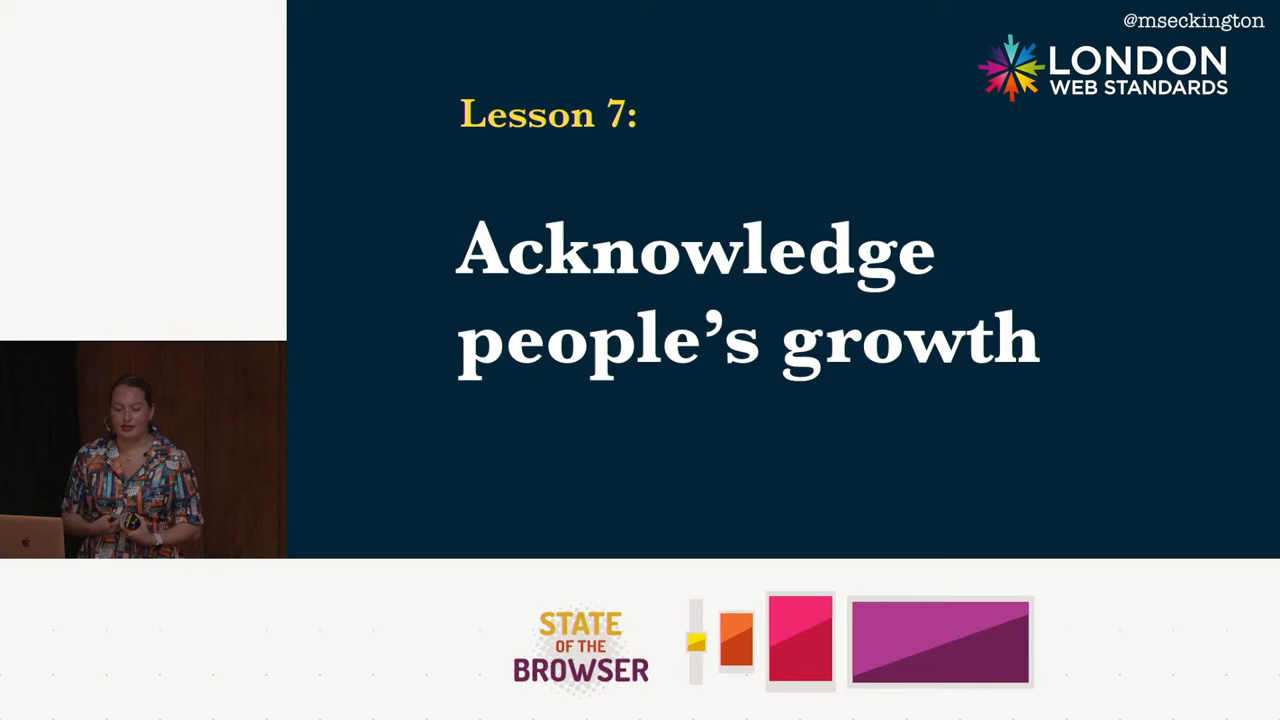 @mseckington
LONDON
WEB STANDARDS
Lesson 7:
Acknowledge
people’s growth
STATE
OF THE
BROWSER